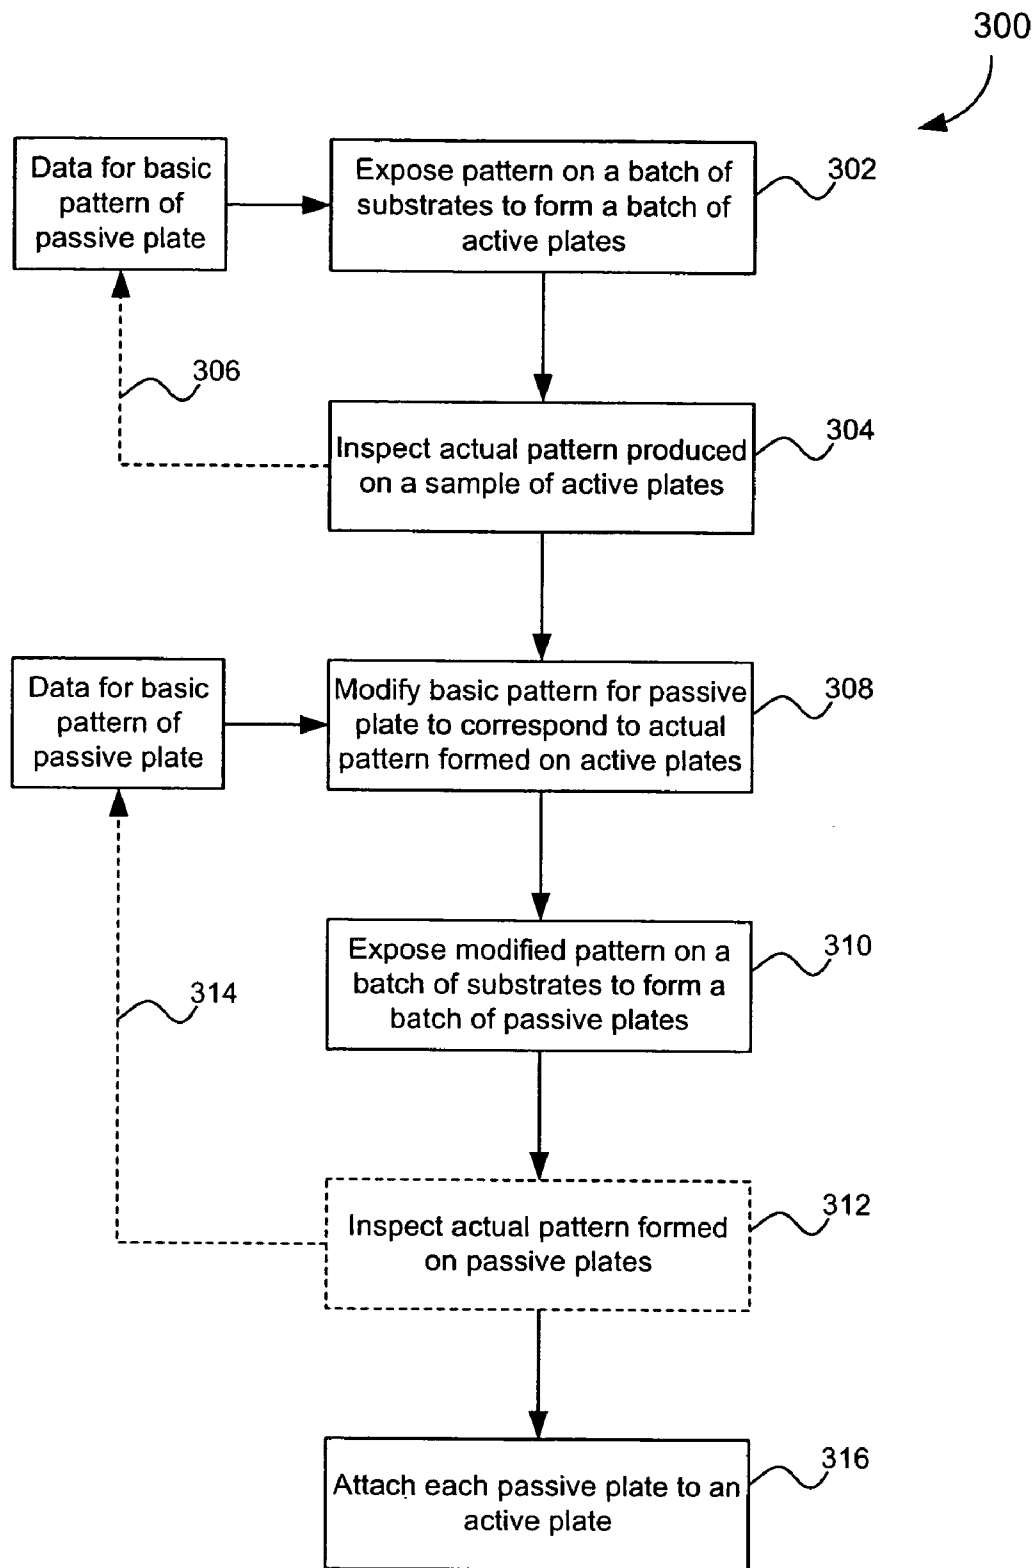 300
Data for basic
pattern of
passive plate
Expose pattern on a batch of
substrates to form a batch of
active plates
302
306
Inspect actual pattern produced
on a sample of active plates
304
Data for basic
pattern of
passive plate
Modify basic pattern for passive
plate to correspond to actual
pattern formed on active plates
308
Expose modified pattern on a
batch of substrates to form a
batch of passive plates
310
314
Inspect actual pattern formed
on passive plates
312
Attach each passive plate to an
active plate
316